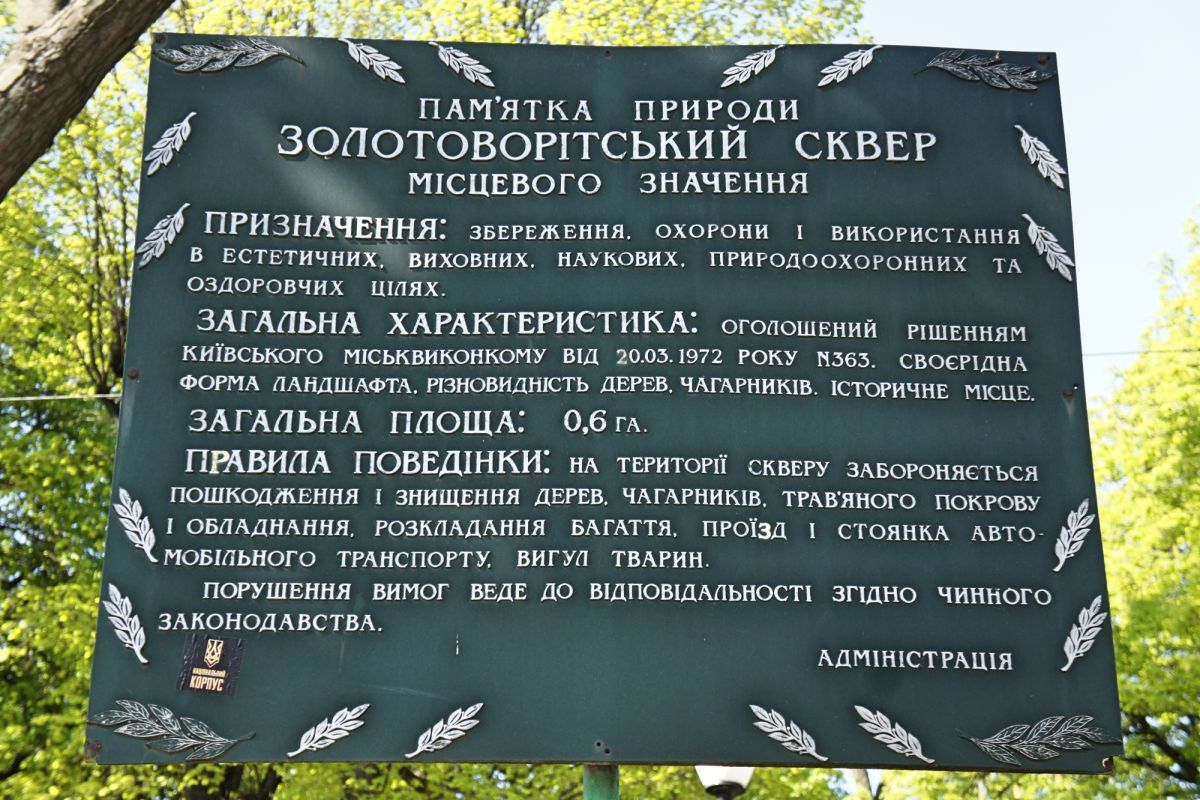 ПАМ'ЯТКА ПРИРОДИ
ЗОЛОТОВОРІТСЬКИЙ СКВЕР
МІСЦЕВОГО ЗНАЧЕННЯ
ПРИЗНАЧЕННЯ: ЗБЕРЕЖЕННЯ, ОХОРОНИ І ВИКОРИСТАННЯ
В ЕСТЕТИЧНИХ, ВИХОВНИХ, НАУКОВИХ, ПРИРОДООХОРОННИХ ТА
ОЗДОРОВЧИХ ЦІЛЯХ.
ЗАГАЛЬНА ХАРАКТЕРИСТИКА: ОГОЛОШЕНИЙ РІШЕННЯМ
КИЇВСЬКОГО МІСЬКВИКОНКОМУ ВІД 20.03.1972 РОКУ N363. СВОЄРІДНА
ФОРМА ЛАНДШАФТА, РІЗНОВИДНІСТЬ ДЕРЕВ, ЧАГАРНИКІВ. ІСТОРИЧНЕ МІСЦЕ.
ЗАГАЛЬНА ПЛОЩА: 0,6 ГА.
ПРАВИЛА ПОВЕДІНКИ: НА ТЕРИТОРІЇ СКВЕРУ ЗАБОРОНЯЄТЬСЯ
ПОШКОДЖЕННЯ І ЗНИЩЕННЯ ДЕРЕВ, ЧАГАРНИКІВ, ТРАВ'ЯНОГО ПОКРОВУ
І ОБЛАДНАННЯ, РОЗКЛАДАННЯ БАГАТТЯ, ПРОЇЗД І СТОЯНКА АВТО-
МОБІЛЬНОГО ТРАНСПОРТУ, ВИГУЛ ТВАРИН.
ПОРУШЕННЯ ВИМОГ ВЕДЕ ДО ВІДПОВІДАЛЬНОСТІ ЗГІДНО ЧИННОГО
ЗАКОНОДАВСТВА.
АДМІНІСТРАЦІЯ
НАЦІОНАЛЬНИЙ
КОРПУС